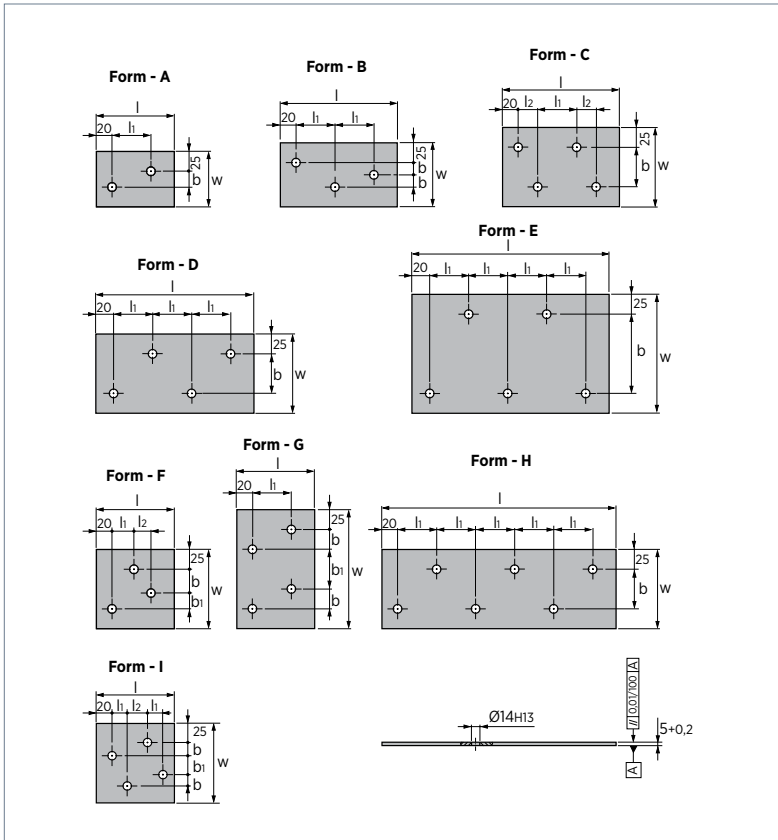 Form - A
l
20 l1
25
b
w
Form - B
l
20 l1 l1
25
b
b
w
Form - C
l
20 l2 l1 l2
25
b
w
Form - D
l
20 l1 l1 l1
25
b
w
Form - E
l
20 l1 l1 l1 l1
25
b
w
Form - F
l
20 l1 l2
25
b
b1
w
Form - G
l
20 l1
25
b
b1
b
w
Form - H
l
20 l1 l1 l1 l1 l1
25
b
w
Form - I
l
20 l1 l2 l1
25
b
b1
b
w
Ø14H13
// 0,01/100 A
5+0,2
A